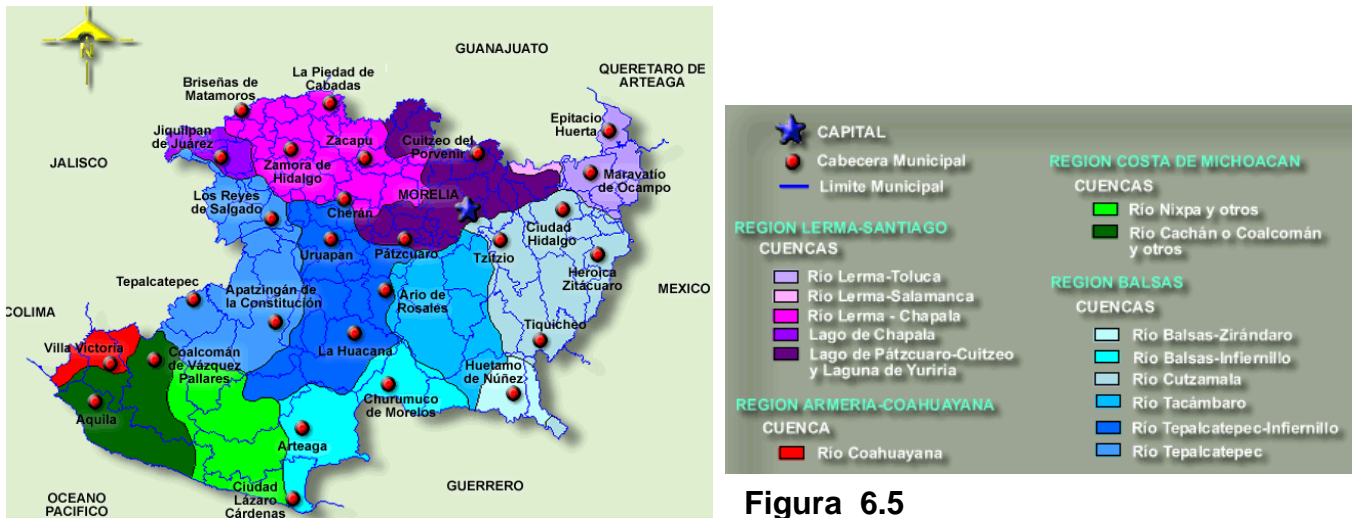 GUANAJUATO
QUERETARO DE
ARTEAGA
La Piedad de
Cabadas
Briseñas de
Matamoros
Epitacio
Huerta
Jiquilpan
de Juárez
Zacapu
Cuitzeo del
Porvenir
JALISCO
Zamora de
Hidalgo
Maravatío
de Ocampo
MORELIA
Los Reyes
de Salgado
Cherán
Ciudad
Hidalgo
Uruapan
Pátzcuaro
Tzitzio
Heroica
Zitácuaro
Tepalcatepec
Apatzingán de
la Constitución
Ario de
Rosales
MEXICO
COLIMA
Tiquicheo
Villa Victoria
Coalcomán
de Vázquez
Pallares
La Huacana
Huetamo
de Núñez
Churumuco
de Morelos
Aquila
Arteaga
GUERRERO
Ciudad
Lázaro
Cárdenas
OCEANO
PACIFICO
N
CAPITAL
Cabecera Municipal
Limite Municipal
REGION LERMA-SANTIAGO
CUENCAS
Río Lerma-Toluca
Río Lerma-Salamanca
Río Lerma - Chapala
Lago de Chapala
Lago de Pátzcuaro-Cuitzeo
y Laguna de Yuriria
REGION ARMERIA-COAHUAYANA
CUENCA
Río Coahuayana
REGION COSTA DE MICHOACAN
CUENCAS
Río Nixpa y otros
Río Cachán o Coalcomán
y otros
REGION BALSAS
CUENCAS
Río Balsas-Zirándaro
Río Balsas-Infiernillo
Río Cutzamala
Río Tacámbaro
Río Tepalcatepec-Infiernillo
Río Tepalcatepec
Figura 6.5